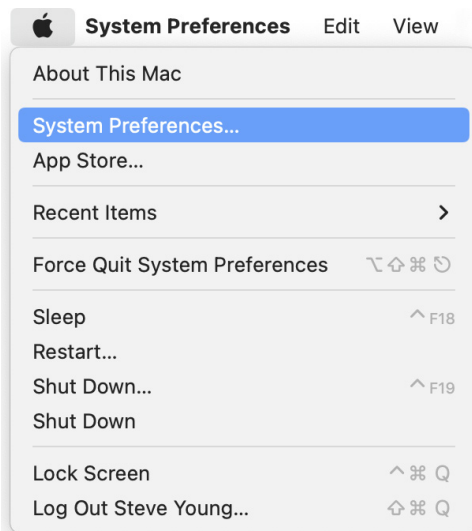 System Preferences Edit View
About This Mac
System Preferences...
App Store...
Recent Items
Force Quit System Preferences ⌥⇧⌘⎋
Sleep ^F18
Restart...
Shut Down... ^F19
Shut Down
Lock Screen ^⌘Q
Log Out Steve Young... ⇧⌘Q